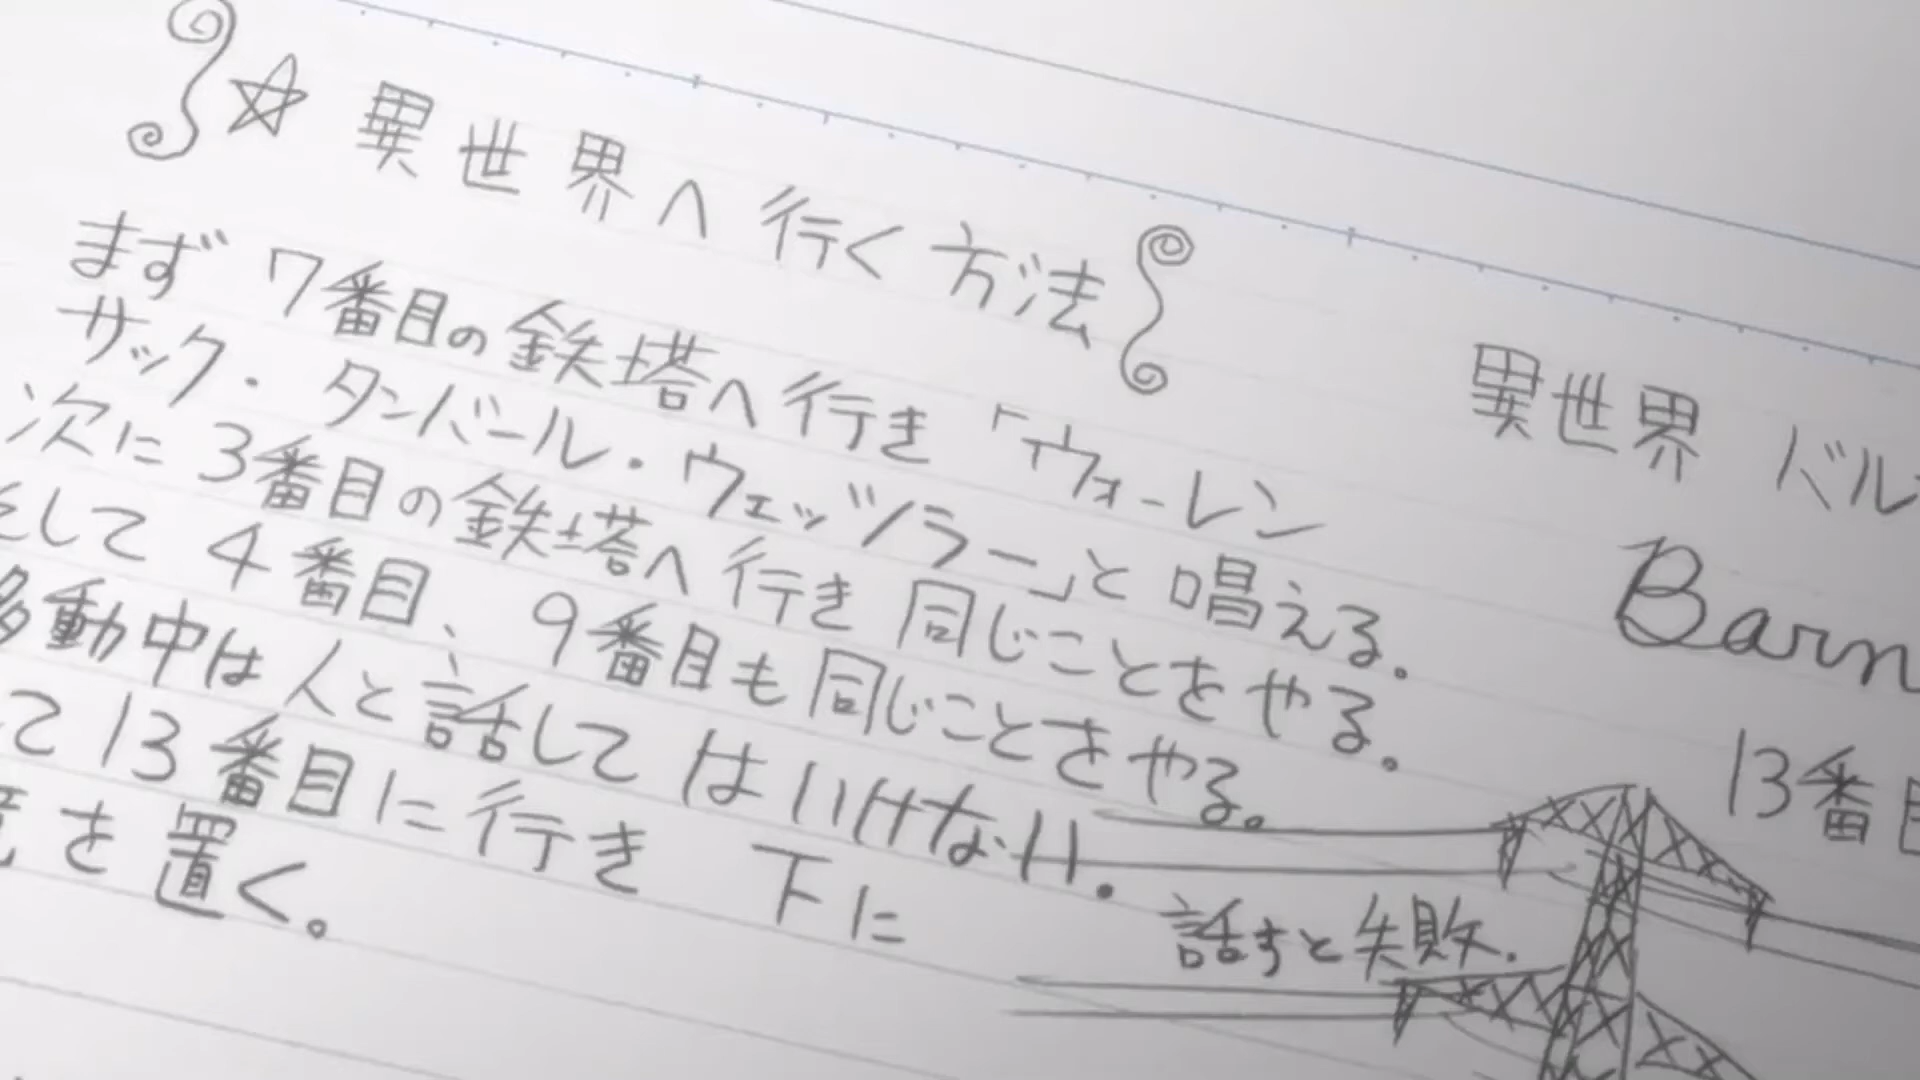 ☆ 異世界へ行く方法
まず 7番目の鉄塔へ行き「ウォーレン
サック・タンバール・ウェッヅラー」と唱える.
次に 3番目の鉄塔へ行き 同じことをやる.
そして 4番目、9番目も同じことをやる。
移動中は人と話してはいけない.
て 13番目に行き 下に
を置く。
話すと失敗.
異世界 バル
Barn
13番目